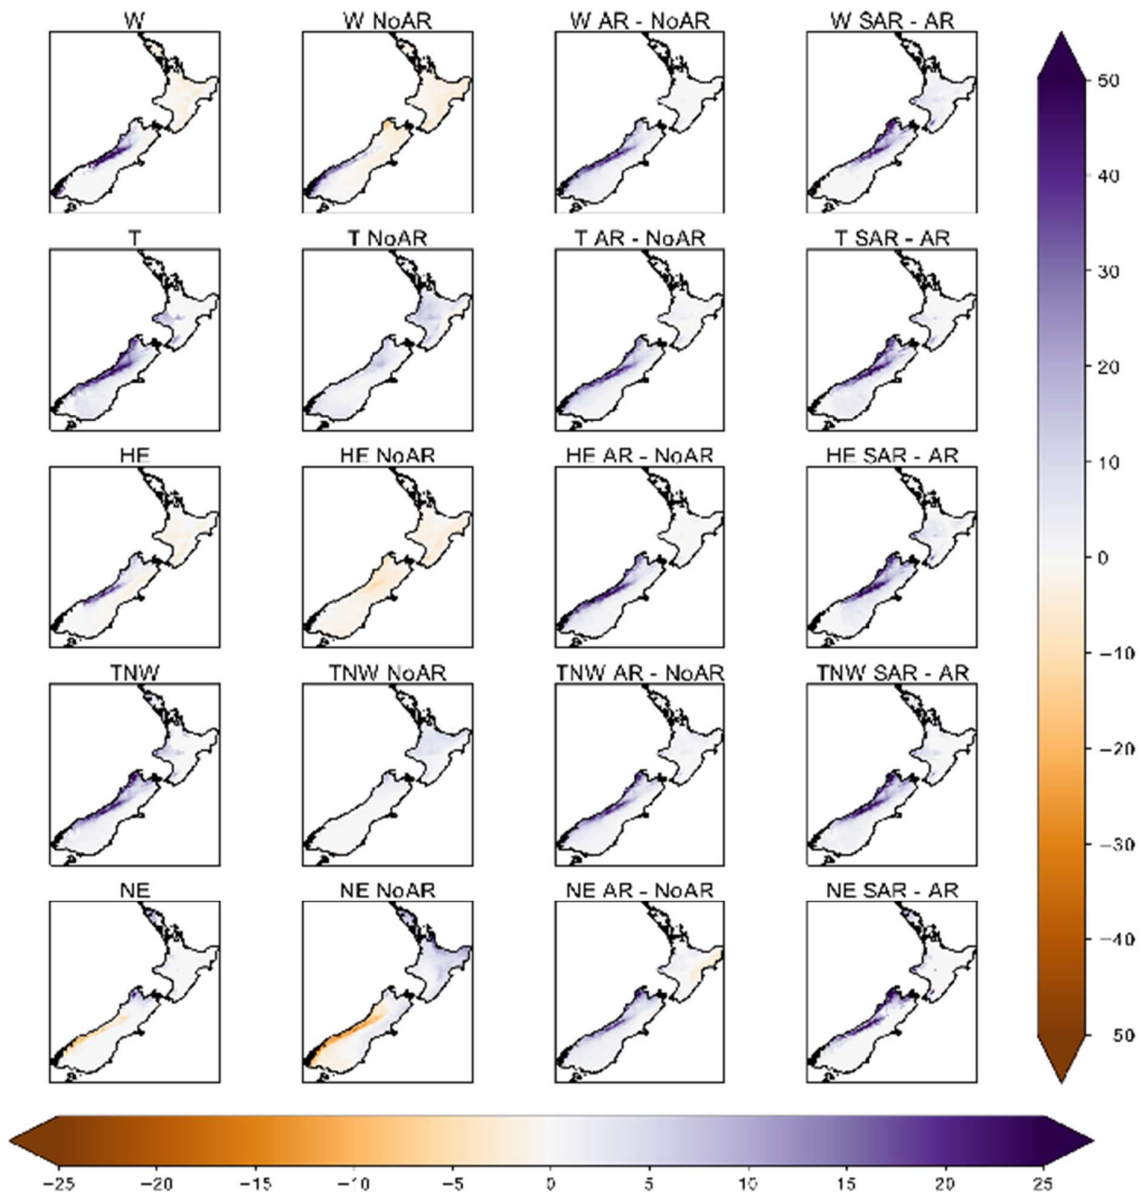 W W NoAR W AR - NoAR W SAR - AR
50
40
T T NoAR T AR - NoAR T SAR - AR
30
20
HE HE NoAR HE AR - NoAR HE SAR - AR
10
0
−10
TNW TNW NoAR TNW AR - NoAR TNW SAR - AR
−20
−30
NE NE NoAR NE AR - NoAR NE SAR - AR
−40
50
−25 −20 −15 −10 −5 0 5 10 15 20 25